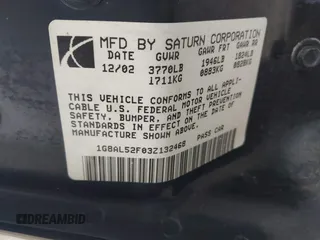 MFD BY SATURN CORPORATION
DATE GVWR GAWR FRT GAWR RR
12/02 3770LB 1946LB 1824LB
1711KG 0883KG 0828KG
THIS VEHICLE CONFORMS TO ALL APPLI-
CABLE U.S. FEDERAL MOTOR VEHICLE
SAFETY, BUMPER, AND THEFT PREVENTION
STANDARDS IN EFFECT ON THE DATE OF
MANUFACTURE SHOWN ABOVE.
1G8AL52F03Z132468 PASS CAR
© DREAMBID